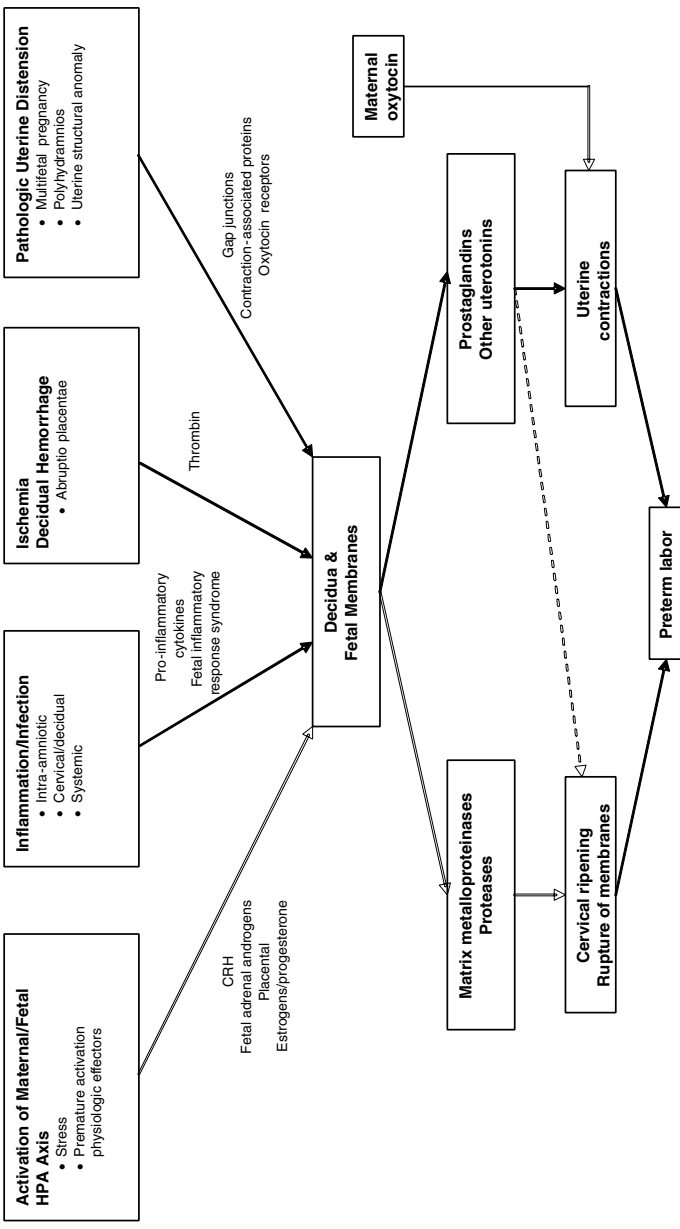 Activation of Maternal/Fetal
HPA Axis
• Stress
• Premature activation
physiologic effectors
Inflammation/Infection
• Intra-amniotic
• Cervical/decidual
• Systemic
Ischemia
Decidual Hemorrhage
• Abruptio placentae
Pathologic Uterine Distension
• Multifetal pregnancy
• Polyhydramnios
• Uterine structural anomaly
CRH
Fetal adrenal androgens
Placental
Estrogens/progesterone
Pro-inflammatory
cytokines
Fetal inflammatory
response syndrome
Thrombin
Gap junctions
Contraction-associated proteins
Oxytocin receptors
Decidua &
Fetal Membranes
Maternal
oxytocin
Matrix metalloproteinases
Proteases
Prostaglandins
Other uterotonins
Cervical ripening
Rupture of membranes
Uterine
contractions
Preterm labor